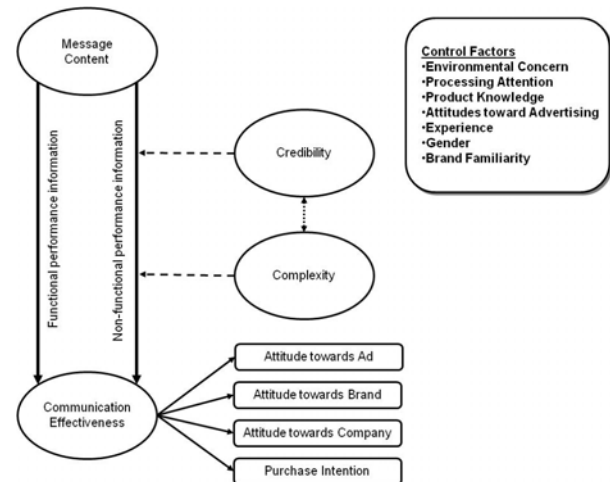 Message
Content
Control Factors
•Environmental Concern
•Processing Attention
•Product Knowledge
•Attitudes toward Advertising
•Experience
•Gender
•Brand Familiarity
Functional performance information
Non-functional performance information
Credibility
Complexity
Communication
Effectiveness
Attitude towards Ad
Attitude towards Brand
Attitude towards Company
Purchase Intention